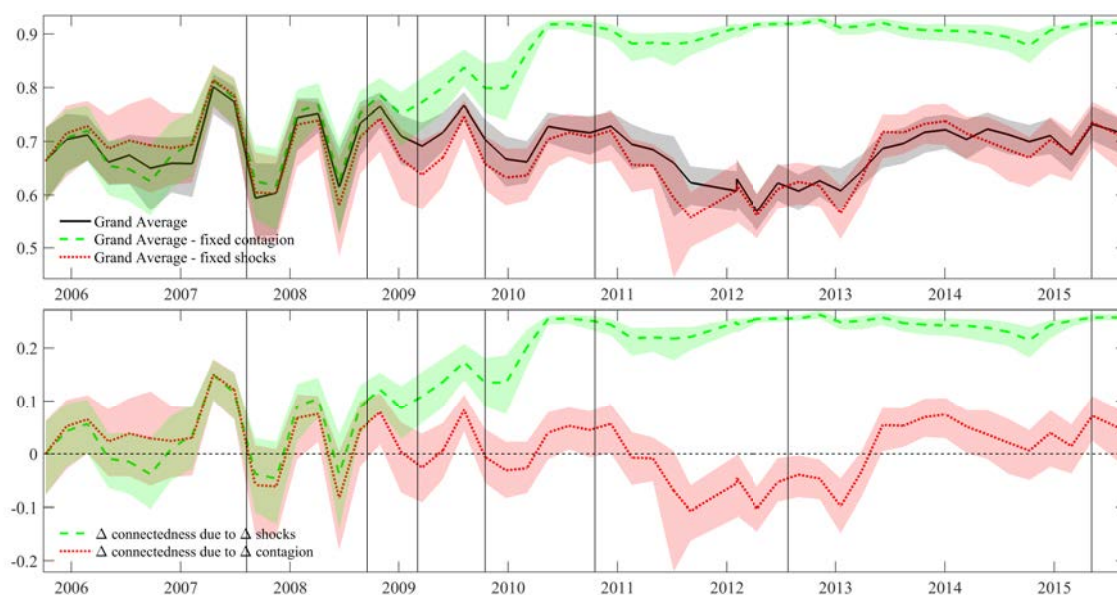 0.9
0.8
0.7
0.6
0.5
Grand Average
Grand Average - fixed contagion
Grand Average - fixed shocks
2006 2007 2008 2009 2010 2011 2012 2013 2014 2015
0.2
0.1
0
-0.1
-0.2
Δ connectedness due to Δ shocks
Δ connectedness due to Δ contagion
2006 2007 2008 2009 2010 2011 2012 2013 2014 2015